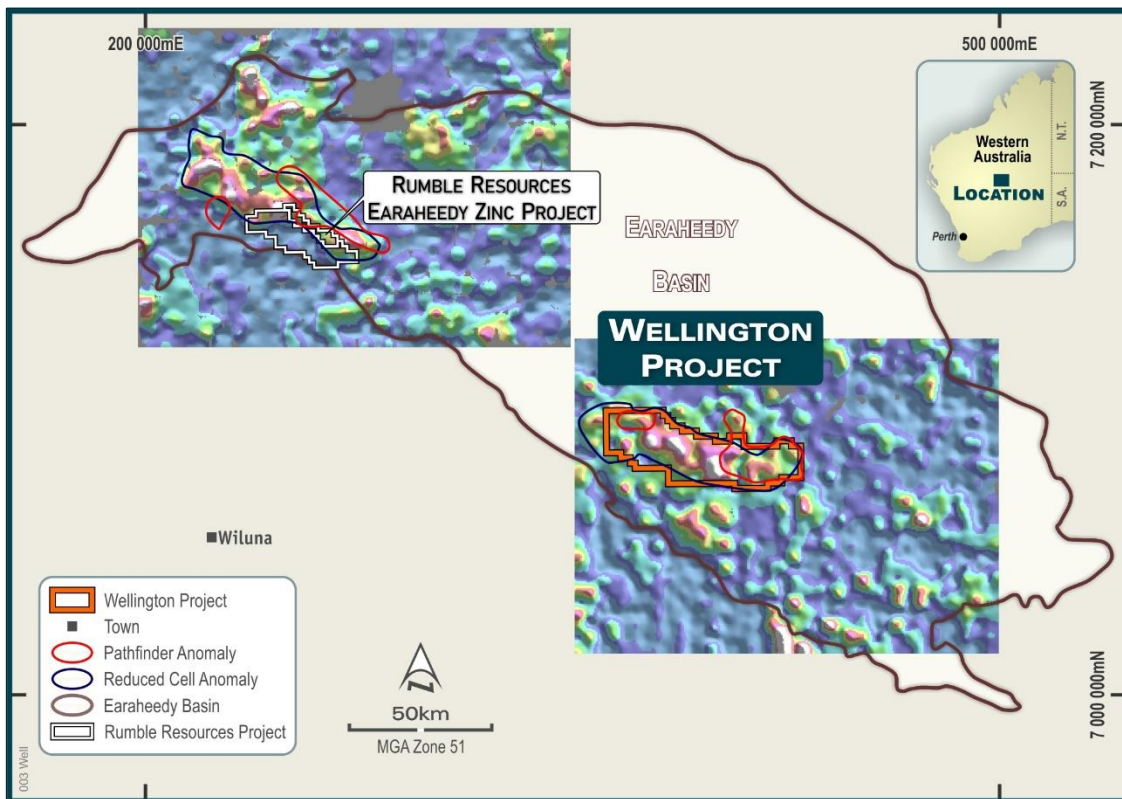 200 000mE
500 000mE
7 200 000mN
Western
Australia
LOCATION
N.T.
S.A.
Perth
RUMBLE RESOURCES
EARAHEEDY ZINC PROJECT
EARAHEEDY
BASIN
WELLINGTON
PROJECT
Wiluna
Wellington Project
Town
Pathfinder Anomaly
Reduced Cell Anomaly
Earaheedy Basin
Rumble Resources Project
50km
MGA Zone 51
7 000 000mN
003 Well